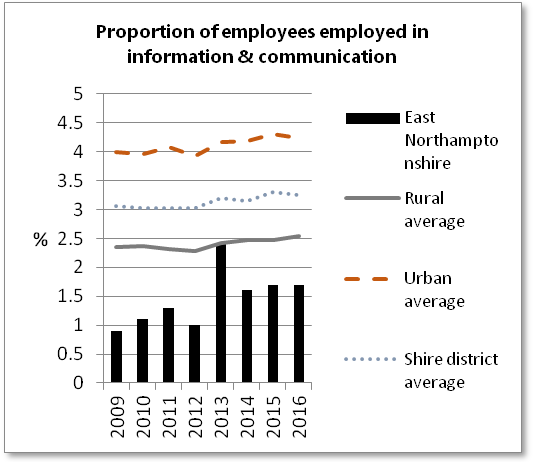 Proportion of employees employed in
information & communication
5
4.5
4
3.5
3
2.5
2
1.5
1
0.5
0
%
2009
2010
2011
2012
2013
2014
2015
2016
East
Northampto
nshire
Rural
average
Urban
average
Shire district
average